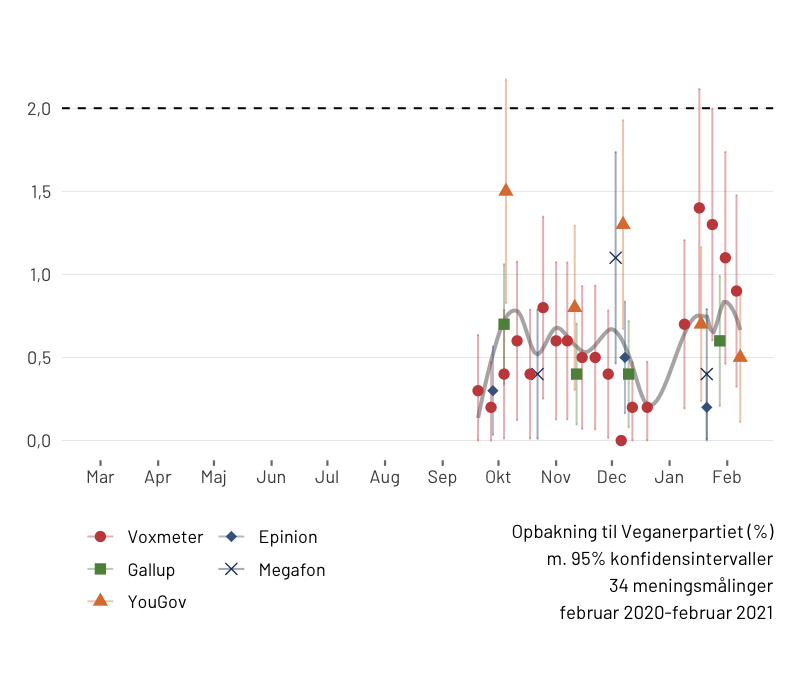 2,0
1,5
1,0
0,5
0,0
Mar Apr Maj Jun Jul Aug Sep Okt Nov Dec Jan Feb
Voxmeter Epinion
Gallup Megafon
YouGov
Opbakning til Veganerpartiet (%)
m. 95% konfidensintervaller
34 meningsmålinger
februar 2020-februar 2021